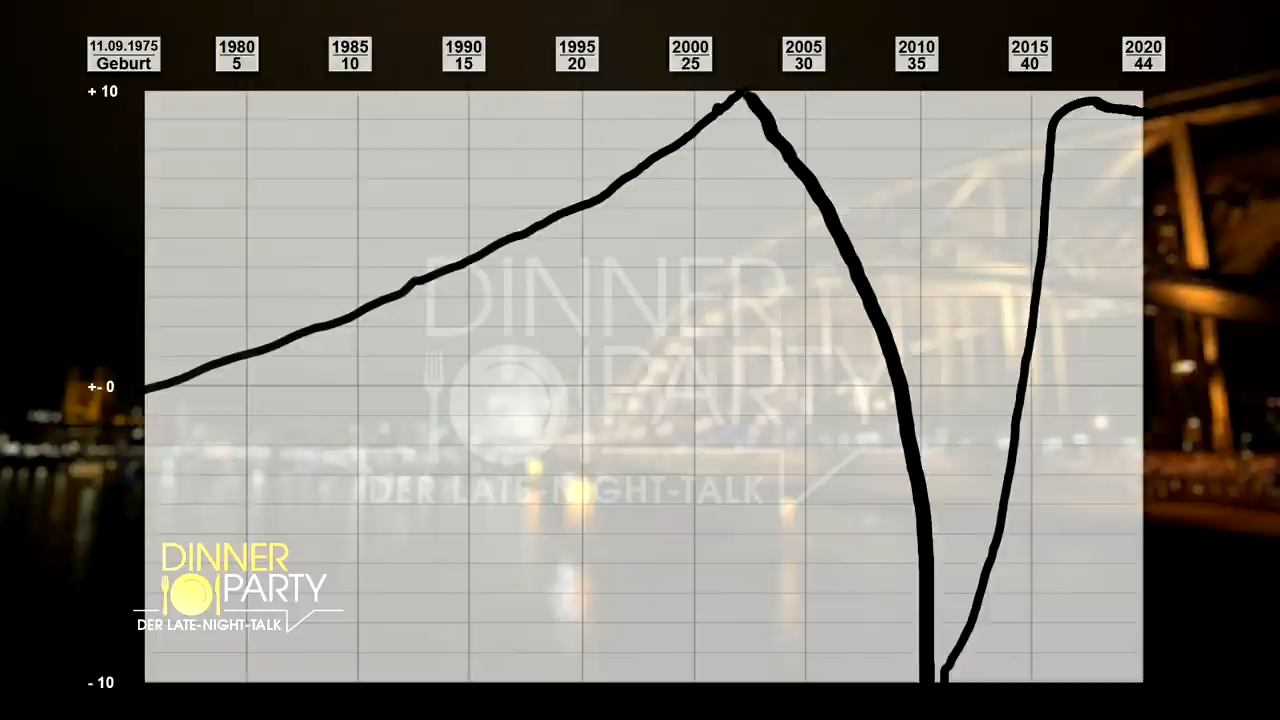 11.09.1975 1980 1985 1990 1995 2000 2005 2010 2015 2020
Geburt 5 10 15 20 25 30 35 40 44
+ 10
+- 0
- 10
DINNER
PARTY
DER LATE-NIGHT-TALK
DINNER
PARTY
DER LATE-NIGHT-TALK